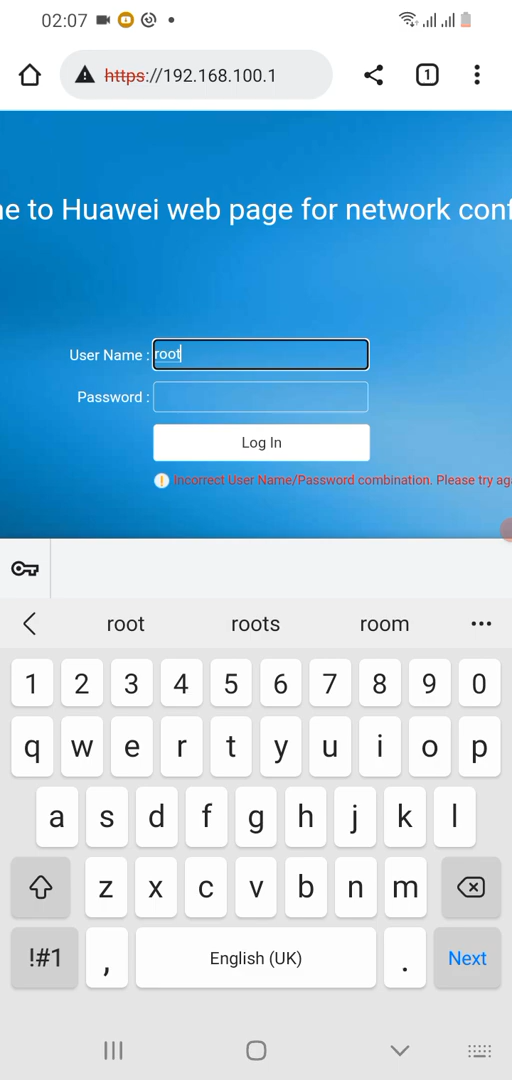 02:07
https://192.168.100.1
1
ne to Huawei web page for network conf
User Name : root
Password :
Log In
Incorrect User Name/Password combination. Please try aga
root roots room
1 2 3 4 5 6 7 8 9 0
q w e r t y u i o p
a s d f g h j k l
z x c v b n m
!#1 , English (UK) . Next